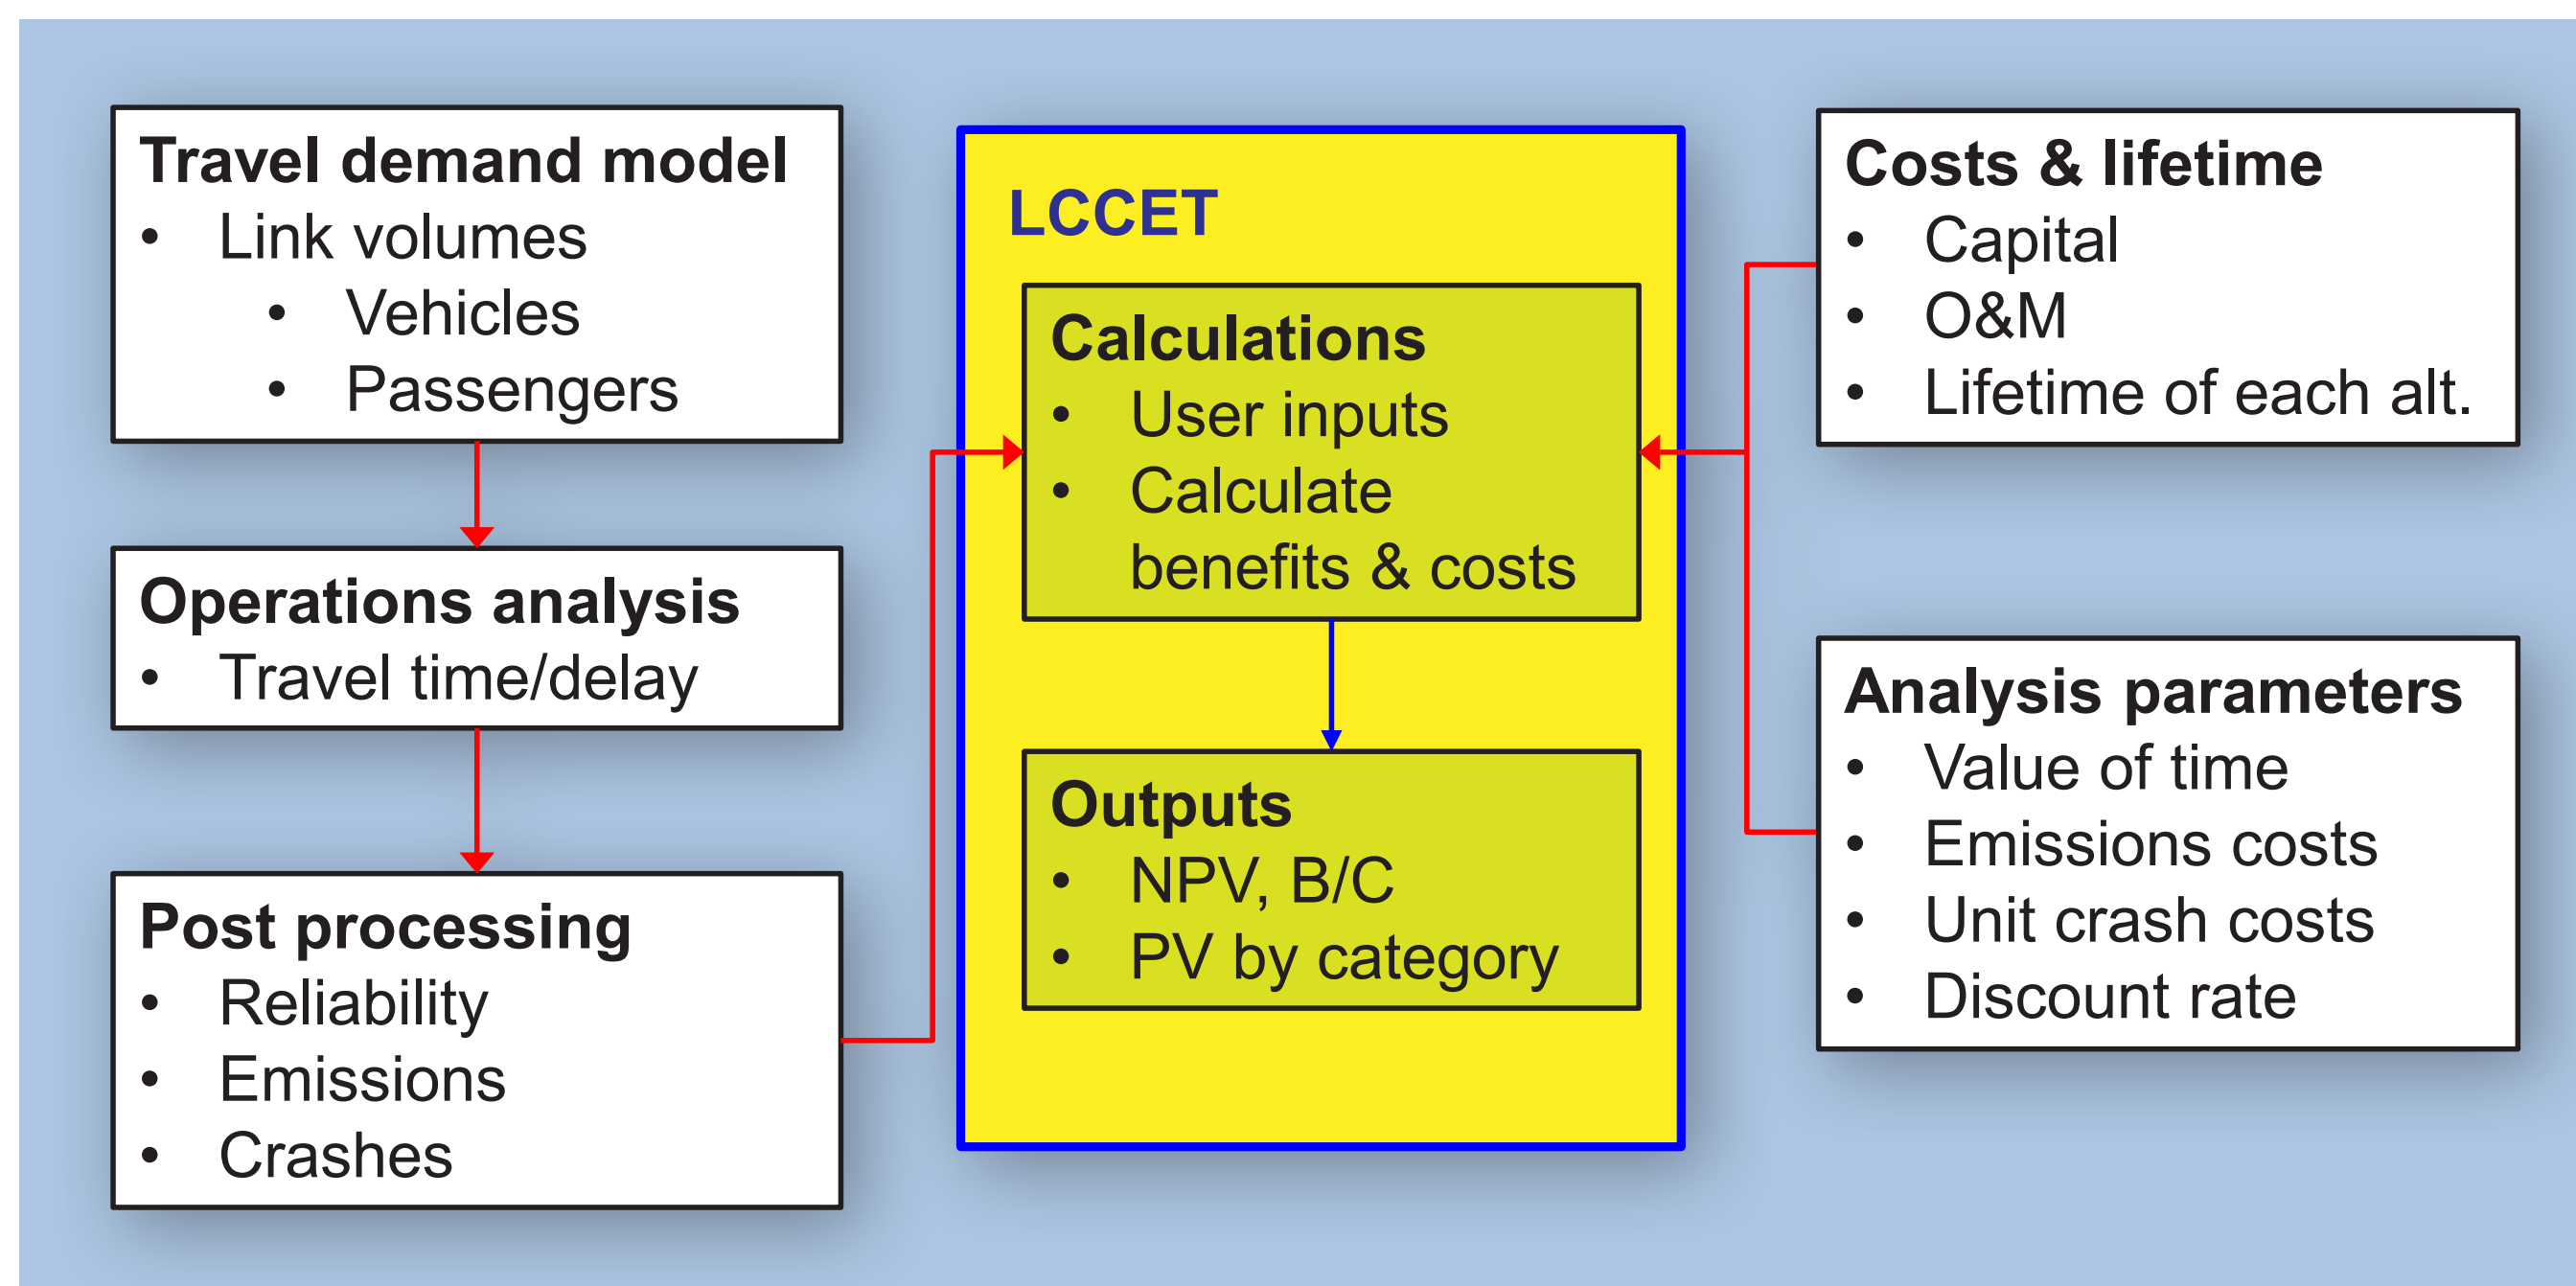 Travel demand model
• Link volumes
• Vehicles
• Passengers
Operations analysis
• Travel time/delay
Post processing
• Reliability
• Emissions
• Crashes
LCCET
Calculations
• User inputs
• Calculate
benefits & costs
Outputs
• NPV, B/C
• PV by category
Costs & lifetime
• Capital
• O&M
• Lifetime of each alt.
Analysis parameters
• Value of time
• Emissions costs
• Unit crash costs
• Discount rate